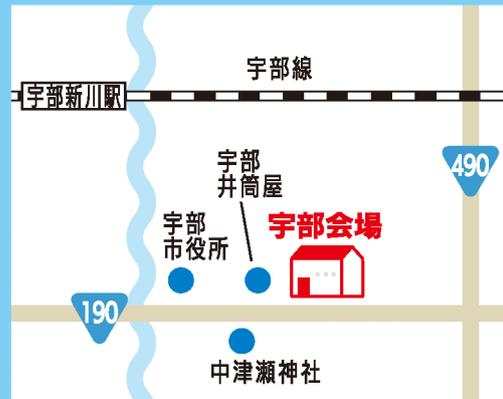 宇部線
宇部新川駅
宇部
井筒屋
490
宇部
市役所
宇部会場
190
中津瀬神社